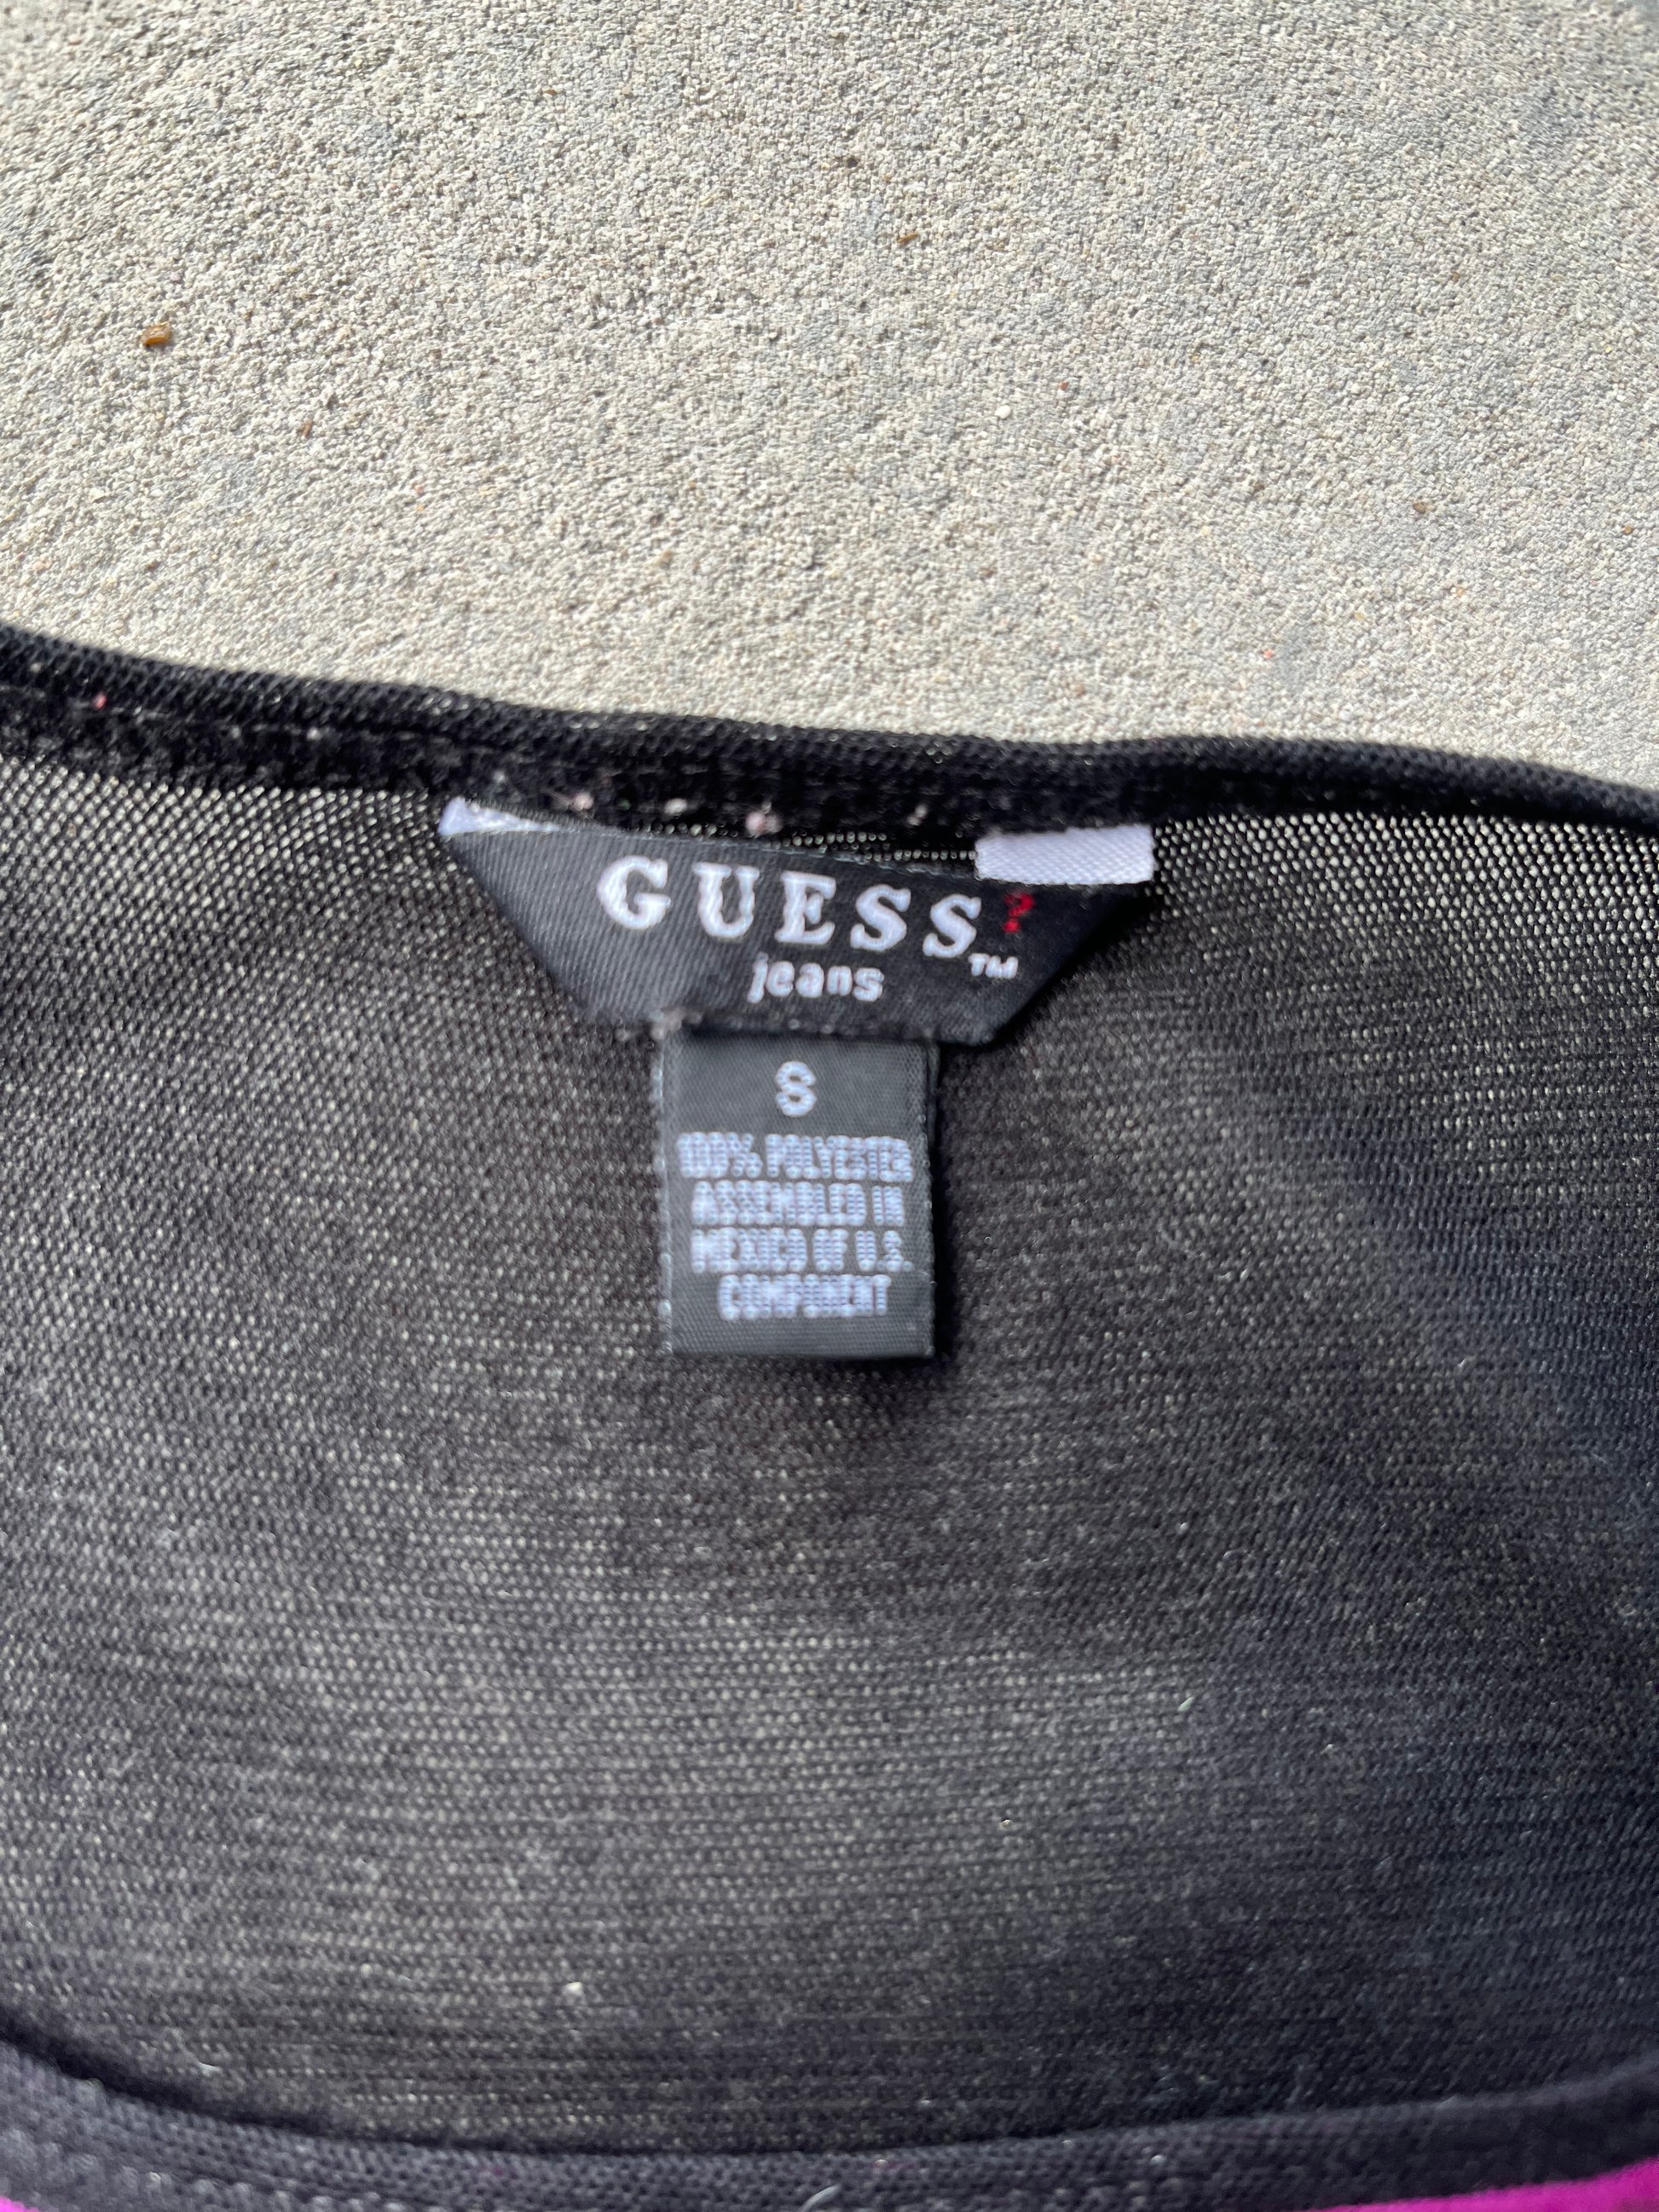 GUESS?™
jeans
S
100% POLYESTER
ASSEMBLED IN
MEXICO OF U.S.
COMPONENT